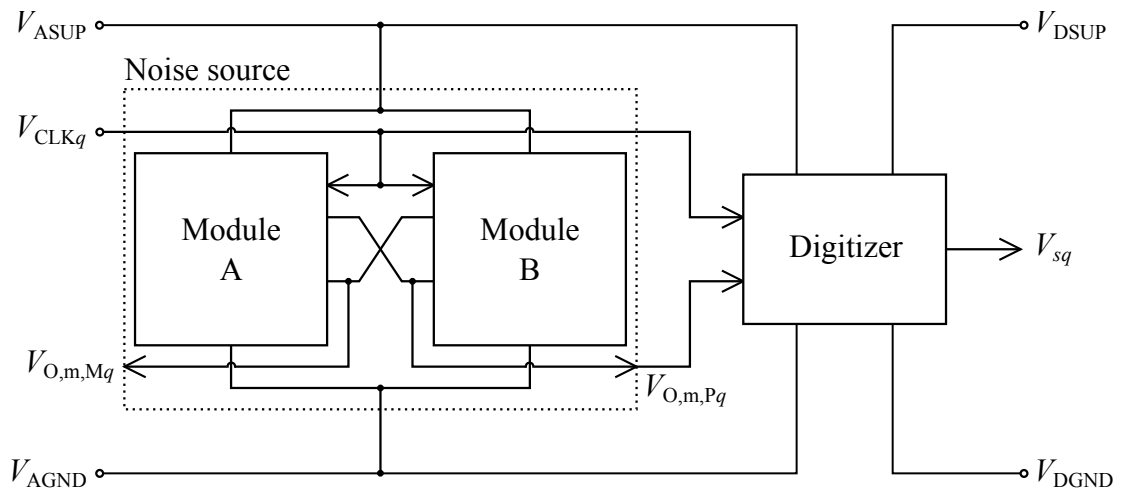 V_ASUP
V_DSUP
Noise source
V_CLKq
Module
A
Module
B
Digitizer
V_sq
V_O,m,Mq
V_O,m,Pq
V_AGND
V_DGND